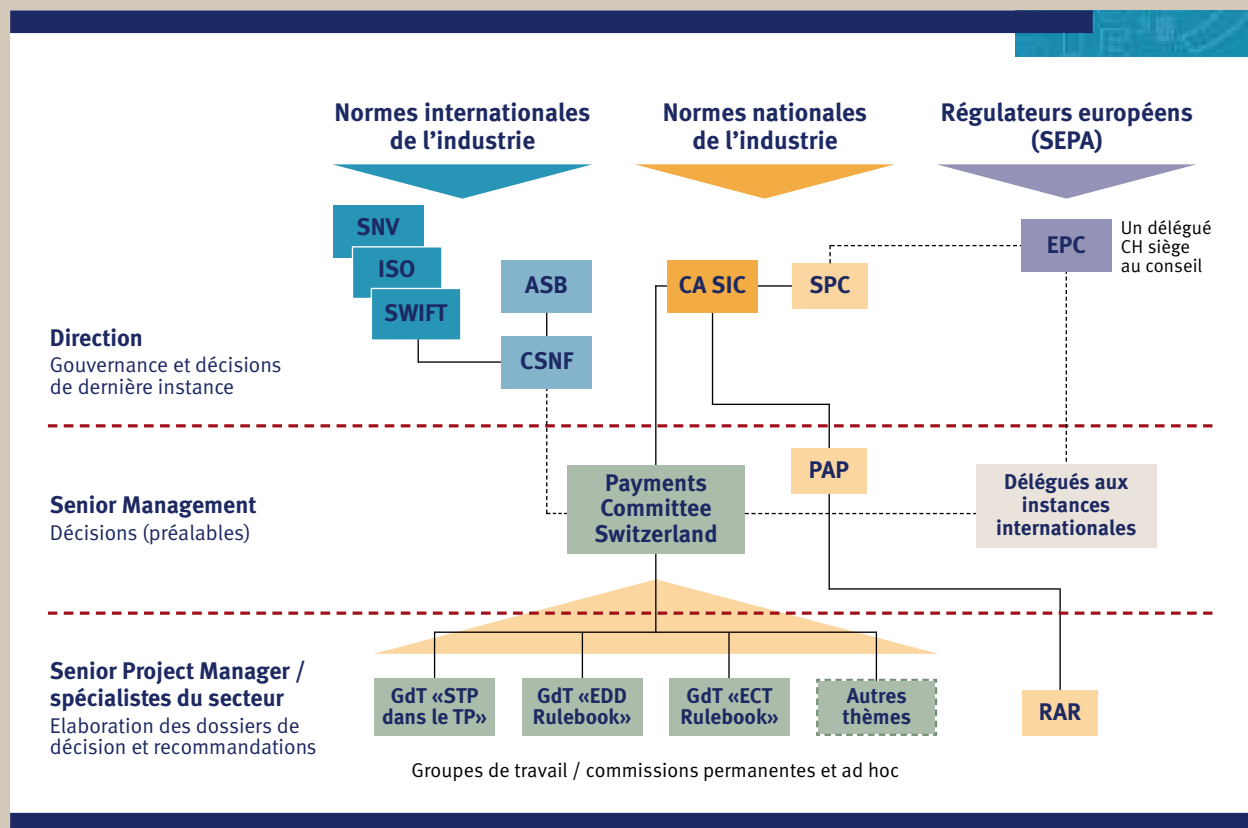 Normes internationales
de l’industrie
Normes nationales
de l’industrie
Régulateurs européens
(SEPA)
SNV
ISO
SWIFT
ASB
CSNF
CA SIC
SPC
EPC
Un délégué
CH siège
au conseil
Direction
Gouvernance et décisions
de dernière instance
Senior Management
Décisions (préalables)
Payments
Committee
Switzerland
PAP
Délégués aux
instances
internationales
Senior Project Manager /
spécialistes du secteur
Elaboration des dossiers de
décision et recommandations
GdT «STP
dans le TP»
GdT «EDD
Rulebook»
GdT «ECT
Rulebook»
Autres
thèmes
RAR
Groupes de travail / commissions permanentes et ad hoc